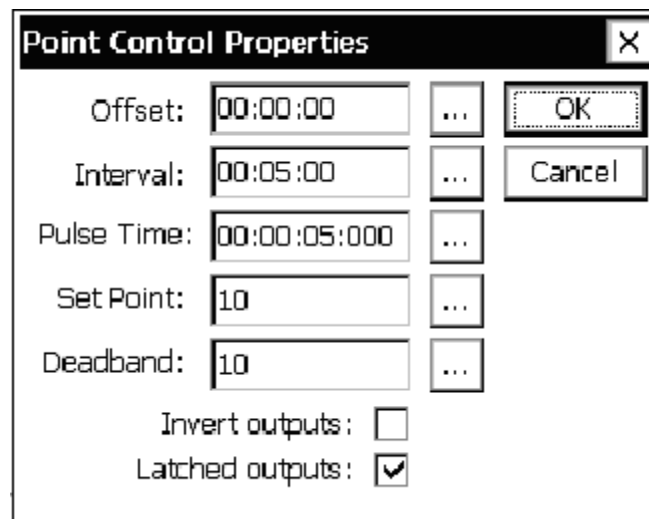 Point Control Properties X
Offset: 00:00:00 ... OK
Interval: 00:05:00 ... Cancel
Pulse Time: 00:00:05:000 ...
Set Point: 10 ...
Deadband: 10 ...
Invert outputs:
Latched outputs: